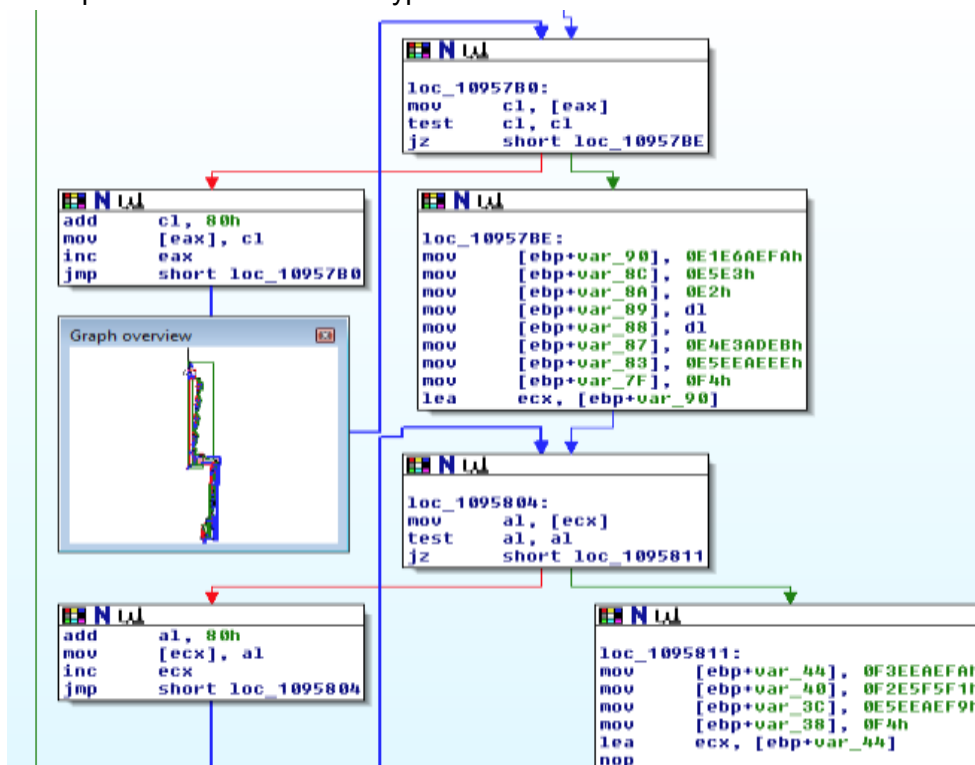 loc_10957B0:
mov cl, [eax]
test cl, cl
jz short loc_10957BE
add cl, 80h
mov [eax], cl
inc eax
jmp short loc_10957B0
loc_10957BE:
mov [ebp+var_90], 0E1E6AEFAh
mov [ebp+var_8C], 0E5E3h
mov [ebp+var_8A], 0E2h
mov [ebp+var_89], dl
mov [ebp+var_88], dl
mov [ebp+var_87], 0E4E3ADEBh
mov [ebp+var_83], 0E5EEAEEEh
mov [ebp+var_7F], 0F4h
lea ecx, [ebp+var_90]
Graph overview
loc_1095804:
mov al, [ecx]
test al, al
jz short loc_1095811
add al, 80h
mov [ecx], al
inc ecx
jmp short loc_1095804
loc_1095811:
mov [ebp+var_44], 0F3EEAEFAh
mov [ebp+var_40], 0F2E5F5F1h
mov [ebp+var_3C], 0E5EEAEF9h
mov [ebp+var_38], 0F4h
lea ecx, [ebp+var_44]
nop